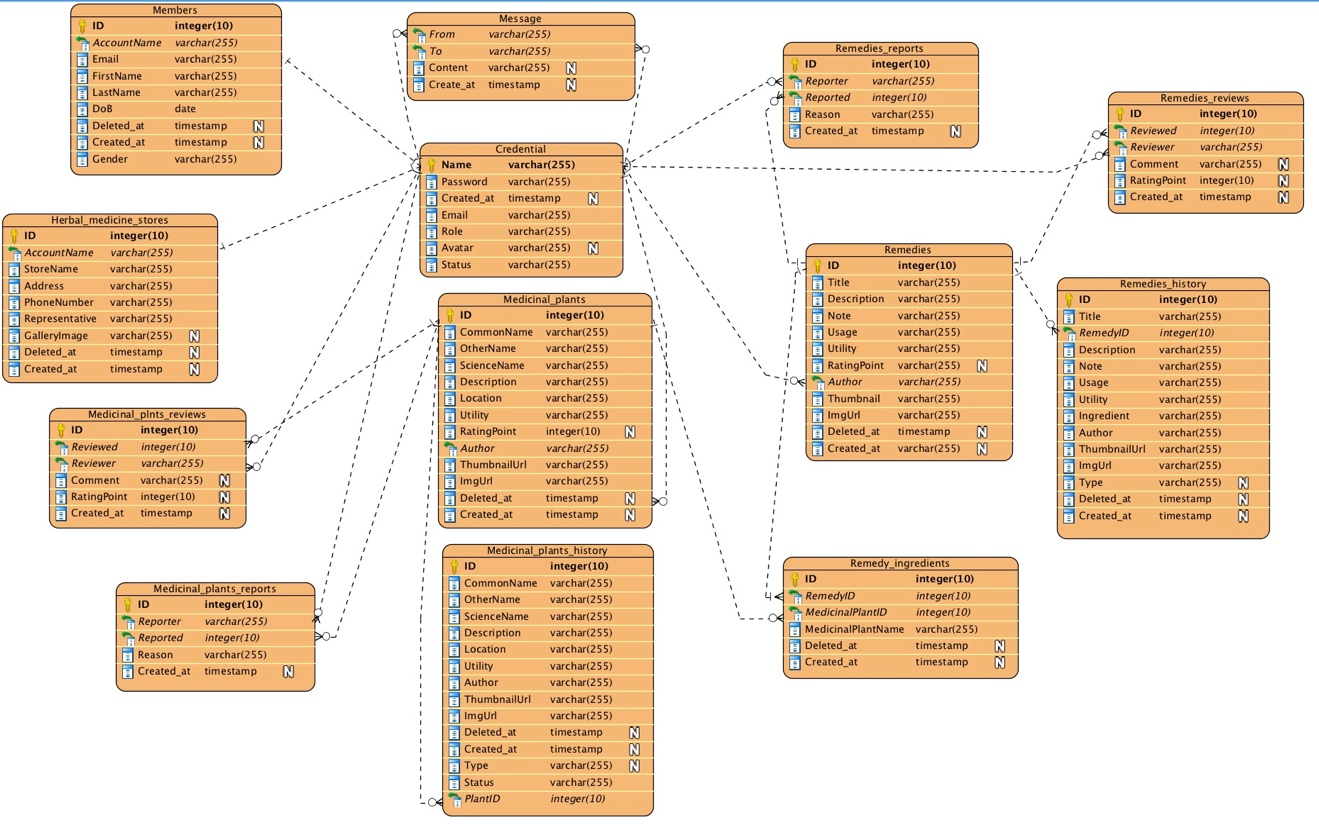 Members
ID integer(10)
AccountName varchar(255)
Email varchar(255)
FirstName varchar(255)
LastName varchar(255)
DoB date
Deleted_at timestamp N
Created_at timestamp N
Gender varchar(255)
Message
From varchar(255)
To varchar(255)
Content varchar(255) N
Create_at timestamp N
Remedies_reports
ID integer(10)
Reporter varchar(255)
Reported integer(10)
Reason varchar(255)
Created_at timestamp N
Remedies_reviews
ID integer(10)
Reviewed integer(10)
Reviewer varchar(255)
Comment varchar(255) N
RatingPoint integer(10) N
Created_at timestamp N
Credential
Name varchar(255)
Password varchar(255)
Created_at timestamp N
Email varchar(255)
Role varchar(255)
Avatar varchar(255) N
Status varchar(255)
Herbal_medicine_stores
ID integer(10)
AccountName varchar(255)
StoreName varchar(255)
Address varchar(255)
PhoneNumber varchar(255)
Representative varchar(255)
GalleryImage varchar(255) N
Deleted_at timestamp N
Created_at timestamp N
Remedies
ID integer(10)
Title varchar(255)
Description varchar(255)
Note varchar(255)
Usage varchar(255)
Utility varchar(255)
RatingPoint varchar(255) N
Author varchar(255)
Thumbnail varchar(255)
ImgUrl varchar(255)
Deleted_at timestamp N
Created_at varchar(255) N
Remedies_history
ID integer(10)
Title varchar(255)
RemedyID integer(10)
Description varchar(255)
Note varchar(255)
Usage varchar(255)
Utility varchar(255)
Ingredient varchar(255)
Author varchar(255)
ThumbnailUrl varchar(255)
ImgUrl varchar(255)
Type varchar(255) N
Deleted_at timestamp N
Created_at timestamp N
Medicinal_plants
ID integer(10)
CommonName varchar(255)
OtherName varchar(255)
ScienceName varchar(255)
Description varchar(255)
Location varchar(255)
Utility varchar(255)
RatingPoint integer(10) N
Author varchar(255)
ThumbnailUrl varchar(255)
ImgUrl varchar(255)
Deleted_at timestamp N
Created_at timestamp N
Medicinal_plnts_reviews
ID integer(10)
Reviewed integer(10)
Reviewer varchar(255)
Comment varchar(255) N
RatingPoint integer(10) N
Created_at timestamp N
Medicinal_plants_history
ID integer(10)
CommonName varchar(255)
OtherName varchar(255)
ScienceName varchar(255)
Description varchar(255)
Location varchar(255)
Utility varchar(255)
Author varchar(255)
ThumbnailUrl varchar(255)
ImgUrl varchar(255)
Deleted_at timestamp N
Created_at timestamp N
Type varchar(255) N
Status varchar(255)
PlantID integer(10)
Remedy_ingredients
ID integer(10)
RemedyID integer(10)
MedicinalPlantID integer(10)
MedicinalPlantName varchar(255)
Deleted_at timestamp N
Created_at timestamp N
Medicinal_plants_reports
ID integer(10)
Reporter varchar(255)
Reported integer(10)
Reason varchar(255)
Created_at timestamp N